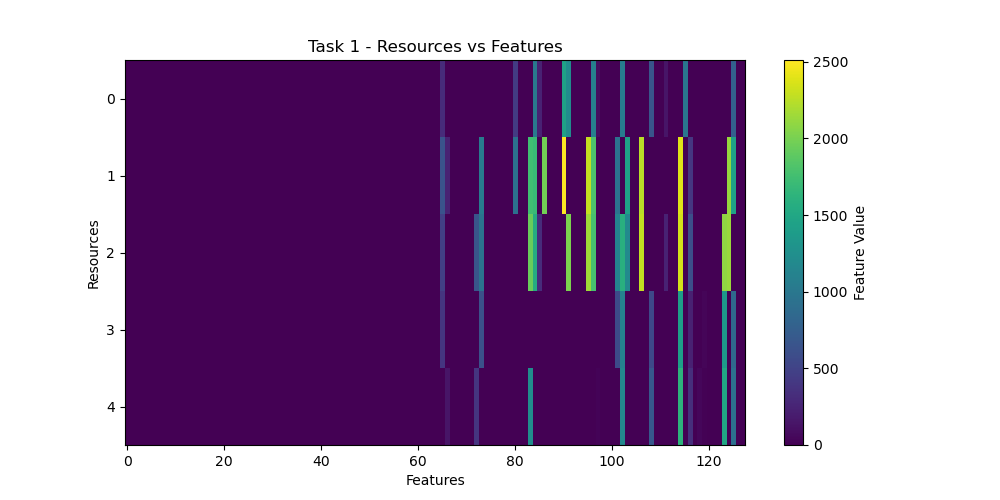 Task 1 - Resources vs Features
Resources
0
1
2
3
4
0 20 40 60 80 100 120
Features
2500
2000
1500
1000
500
0
Feature Value